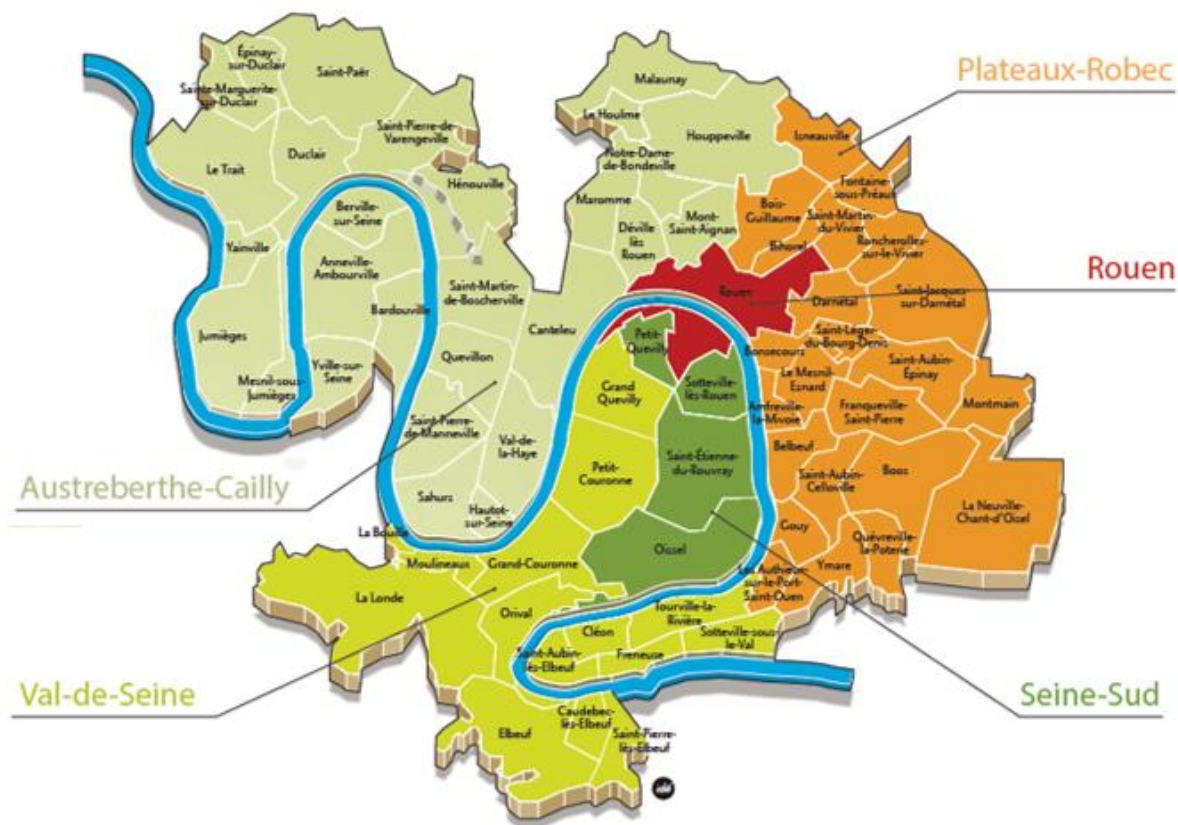 Épinay-
sur-Duclair
Saint-Paër
Sainte-Marguerite-
sur-Duclair
Saint-Pierre-de-
Varengeville
Le Trait
Duclair
Hénouville
Berville-
sur-Seine
Yainville
Anneville-
Ambourville
Saint-Martin-
de-Boscherville
Bardouville
Jumièges
Quevillon
Yville-sur-
Seine
Mesnil-sous-
Jumièges
Saint-Pierre-
de-Manneville
Val-de-
la-Haye
Canteleu
Sahurs
Hautot-
sur-Seine
Malaunay
Le Houlme
Houppeville
Notre-Dame-
de-Bondeville
Maromme
Déville
lès
Rouen
Mont-
Saint-Aignan
Plateaux-Robec
Isneauville
Fontaine-
sous-Préaux
Bois-
Guillaume
Saint-Martin-
du-Vivier
Bihorel
Roncherolles-
sur-le-Vivier
Rouen
Rouen
Darnétal
Saint-Jacques-
sur-Darnétal
Saint-Léger-
du-Bourg-Denis
Bonsecours
Saint-Aubin-
Épinay
Le Mesnil-
Esnard
Montmain
Amfreville-
la-Mivoie
Franqueville-
Saint-Pierre
Belbeuf
Saint-Aubin-
Celloville
Boos
La Neuville-
Chant-d'Oisel
Gouy
Quévreville-
la-Poterie
Ymare
Les Authieux-
sur-le-Port-
Saint-Ouen
Petit-
Quevilly
Sotteville-
lès-Rouen
Grand
Quevilly
Saint-Étienne-
du-Rouvray
Petit-
Couronne
Oissel
Austreberthe-Cailly
La Bouille
Moulineaux
Grand-Couronne
La Londe
Orival
Cléon
Tourville-la-
Rivière
Saint-Aubin-
lès-Elbeuf
Freneuse
Sotteville-sous-
le-Val
Val-de-Seine
Seine-Sud
Elbeuf
Caudebec-
lès-Elbeuf
Saint-Pierre-
lès-Elbeuf